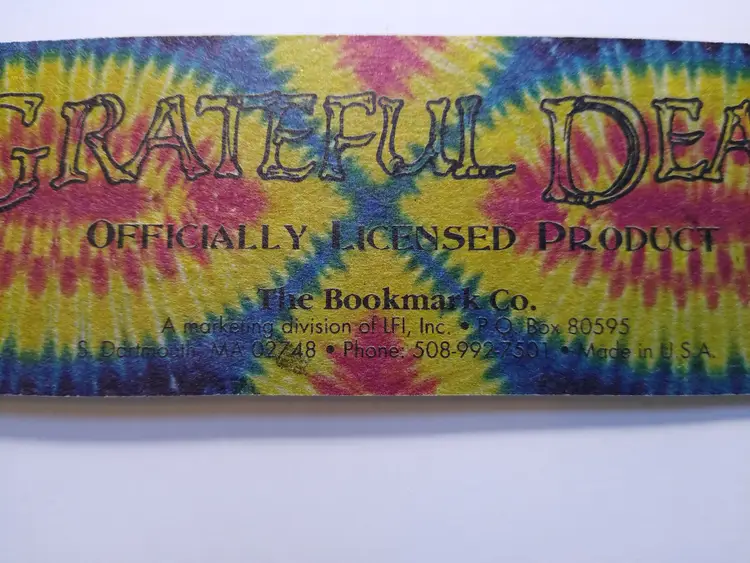 GRATEFUL DEA
OFFICIALLY LICENSED PRODUCT
The Bookmark Co.
A marketing division of LFI, Inc. • P.O. Box 80595
S. Dartmouth, MA 02748 • Phone: 508-992-7501 • Made in U.S.A.